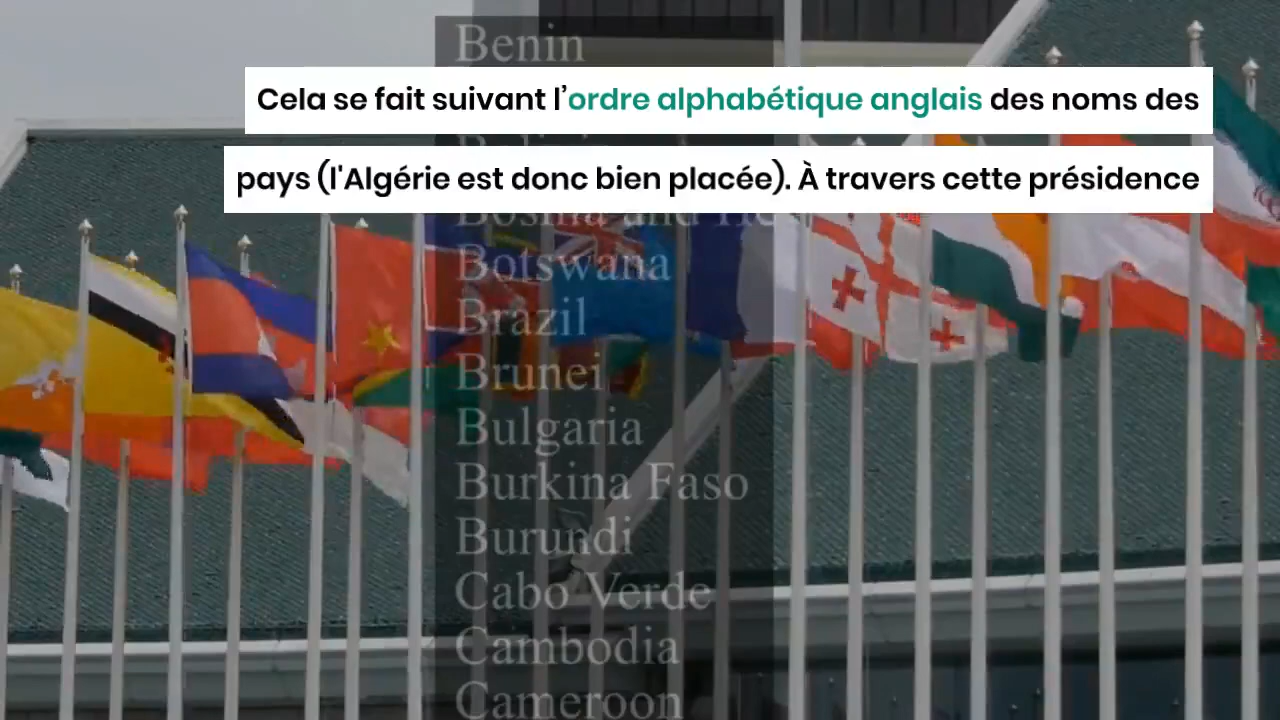 Benin
Cela se fait suivant l’ordre alphabétique anglais des noms des
pays (l'Algérie est donc bien placée). À travers cette présidence
Botswana
Brazil
Brunei
Bulgaria
Burkina Faso
Burundi
Cabo Verde
Cambodia
Cameroon